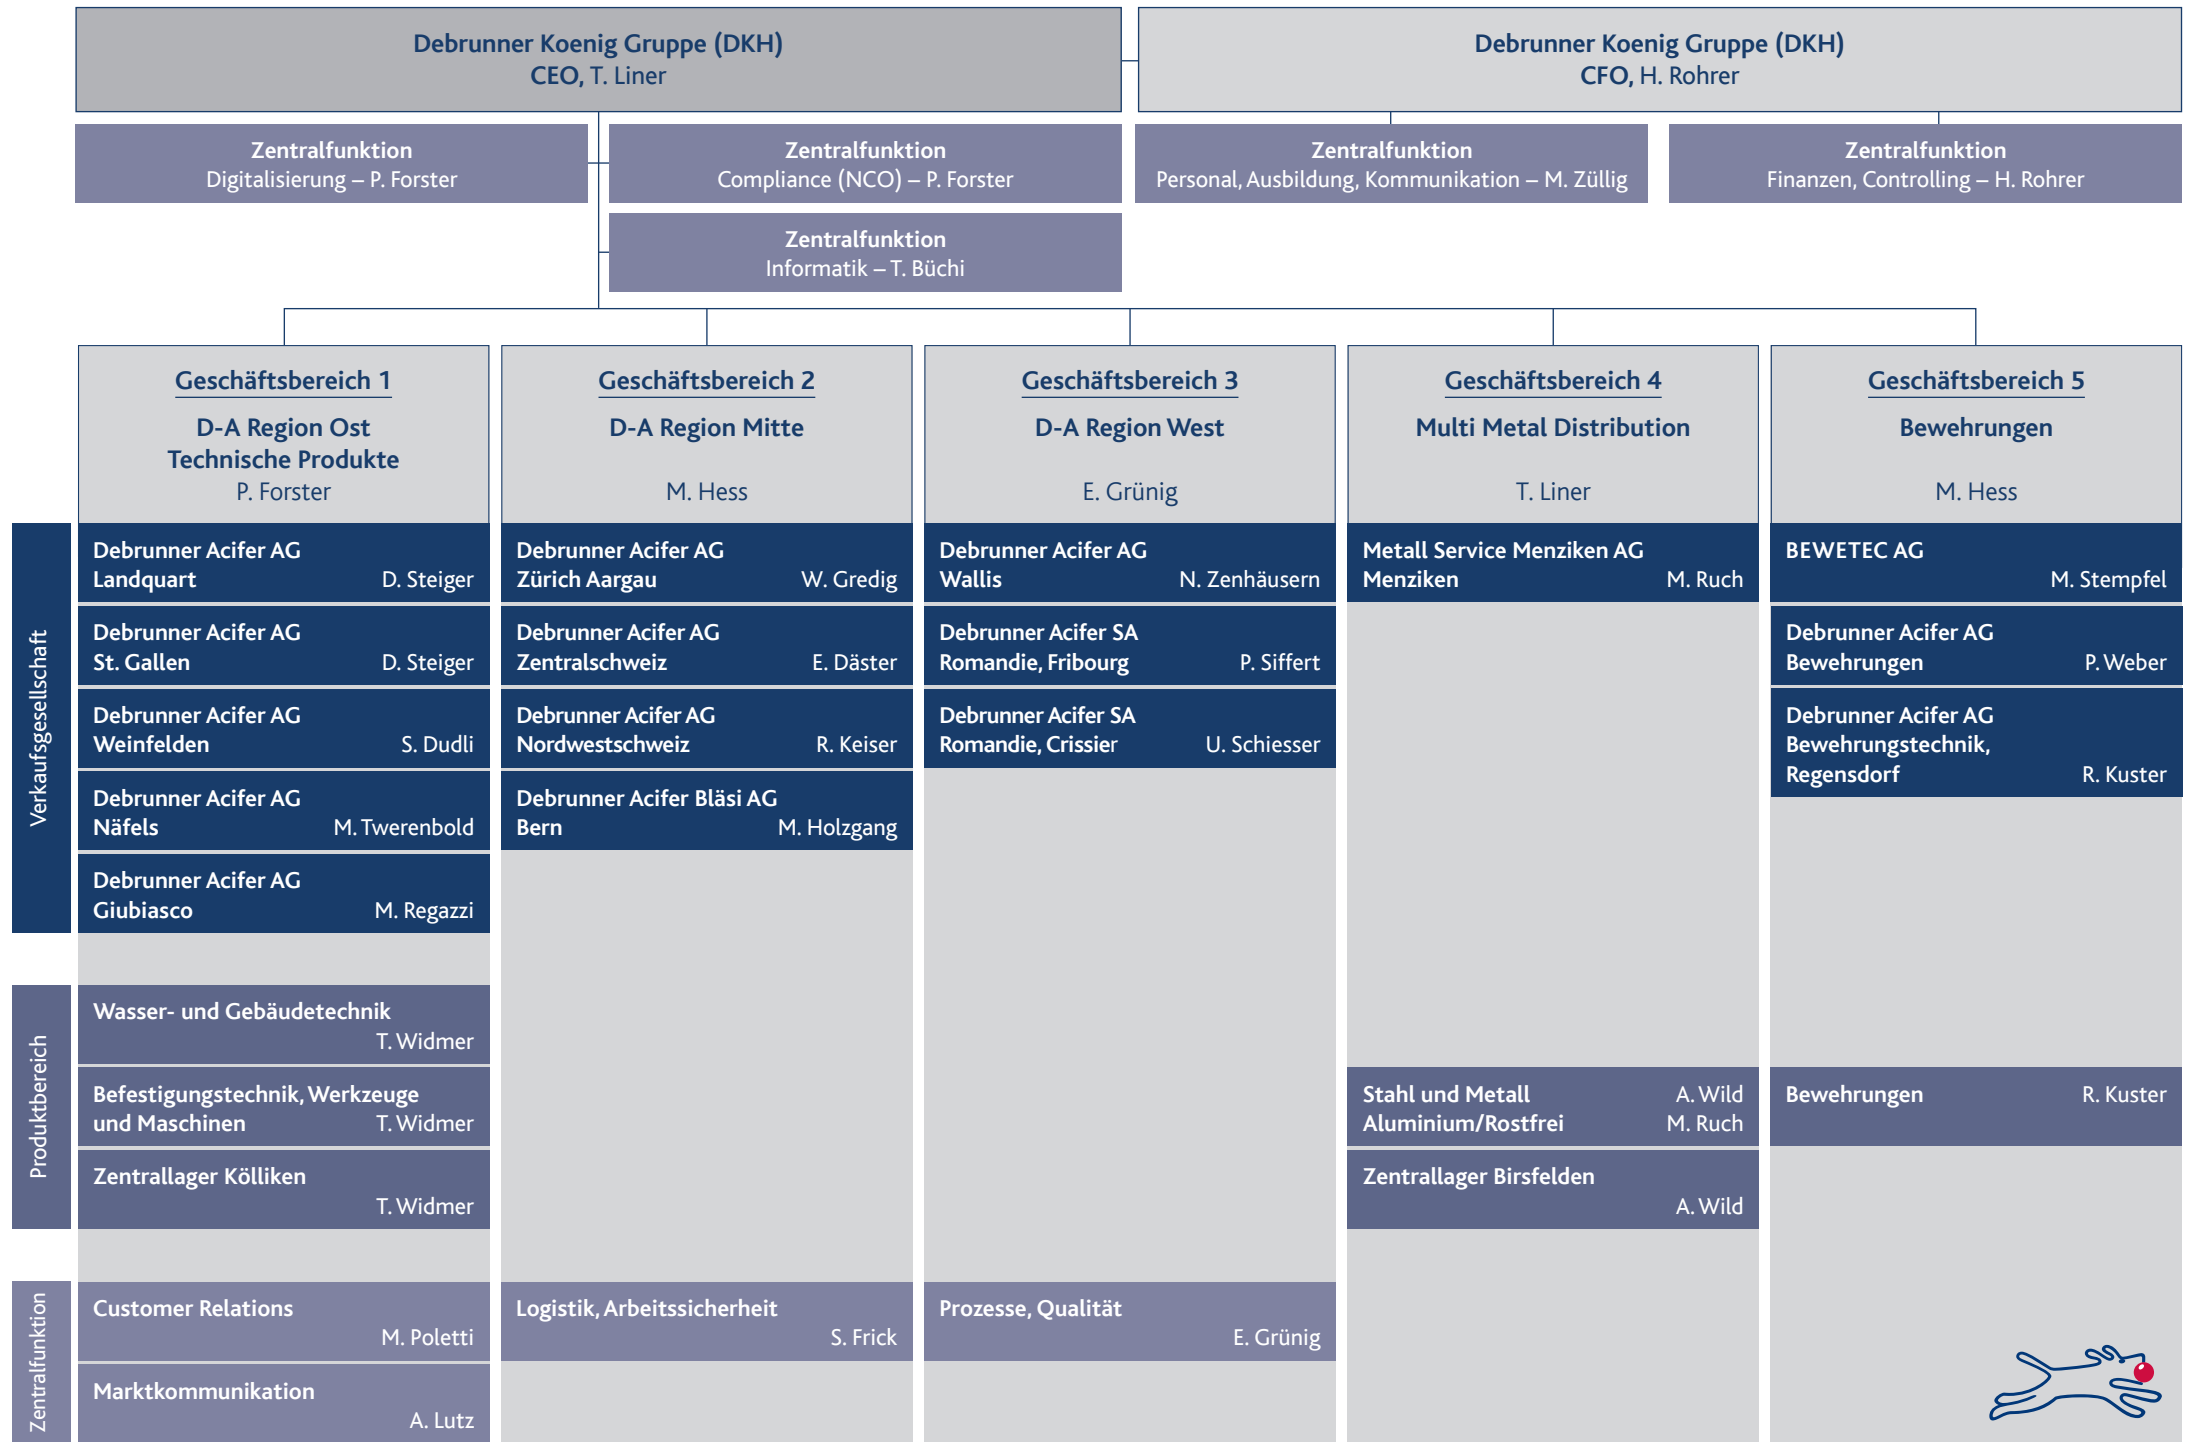 Debrunner Koenig Gruppe (DKH)
CEO, T. Liner
Debrunner Koenig Gruppe (DKH)
CFO, H. Rohrer
Zentralfunktion
Digitalisierung – P. Forster
Zentralfunktion
Compliance (NCO) – P. Forster
Zentralfunktion
Personal, Ausbildung, Kommunikation – M. Züllig
Zentralfunktion
Finanzen, Controlling – H. Rohrer
Zentralfunktion
Informatik – T. Büchi
Geschäftsbereich 1
D-A Region Ost
Technische Produkte
P. Forster
Geschäftsbereich 2
D-A Region Mitte
M. Hess
Geschäftsbereich 3
D-A Region West
E. Grünig
Geschäftsbereich 4
Multi Metal Distribution
T. Liner
Geschäftsbereich 5
Bewehrungen
M. Hess
Verkaufsgesellschaft
Debrunner Acifer AG
Landquart D. Steiger
Debrunner Acifer AG
St. Gallen D. Steiger
Debrunner Acifer AG
Weinfelden S. Dudli
Debrunner Acifer AG
Näfels M. Twerenbold
Debrunner Acifer AG
Giubiasco M. Regazzi
Debrunner Acifer AG
Zürich Aargau W. Gredig
Debrunner Acifer AG
Zentralschweiz E. Däster
Debrunner Acifer AG
Nordwestschweiz R. Keiser
Debrunner Acifer Bläsi AG
Bern M. Holzgang
Debrunner Acifer AG
Wallis N. Zenhäusern
Debrunner Acifer SA
Romandie, Fribourg P. Siffert
Debrunner Acifer SA
Romandie, Crissier U. Schiesser
Metall Service Menziken AG
Menziken M. Ruch
BEWETEC AG
M. Stempfel
Debrunner Acifer AG
Bewehrungen P. Weber
Debrunner Acifer AG
Bewehrungstechnik,
Regensdorf R. Kuster
Produktbereich
Wasser- und Gebäudetechnik
T. Widmer
Befestigungstechnik, Werkzeuge
und Maschinen T. Widmer
Zentrallager Kölliken
T. Widmer
Stahl und Metall A. Wild
Aluminium/Rostfrei M. Ruch
Zentrallager Birsfelden
A. Wild
Bewehrungen R. Kuster
Zentralfunktion
Customer Relations
M. Poletti
Marktkommunikation
A. Lutz
Logistik, Arbeitssicherheit
S. Frick
Prozesse, Qualität
E. Grünig